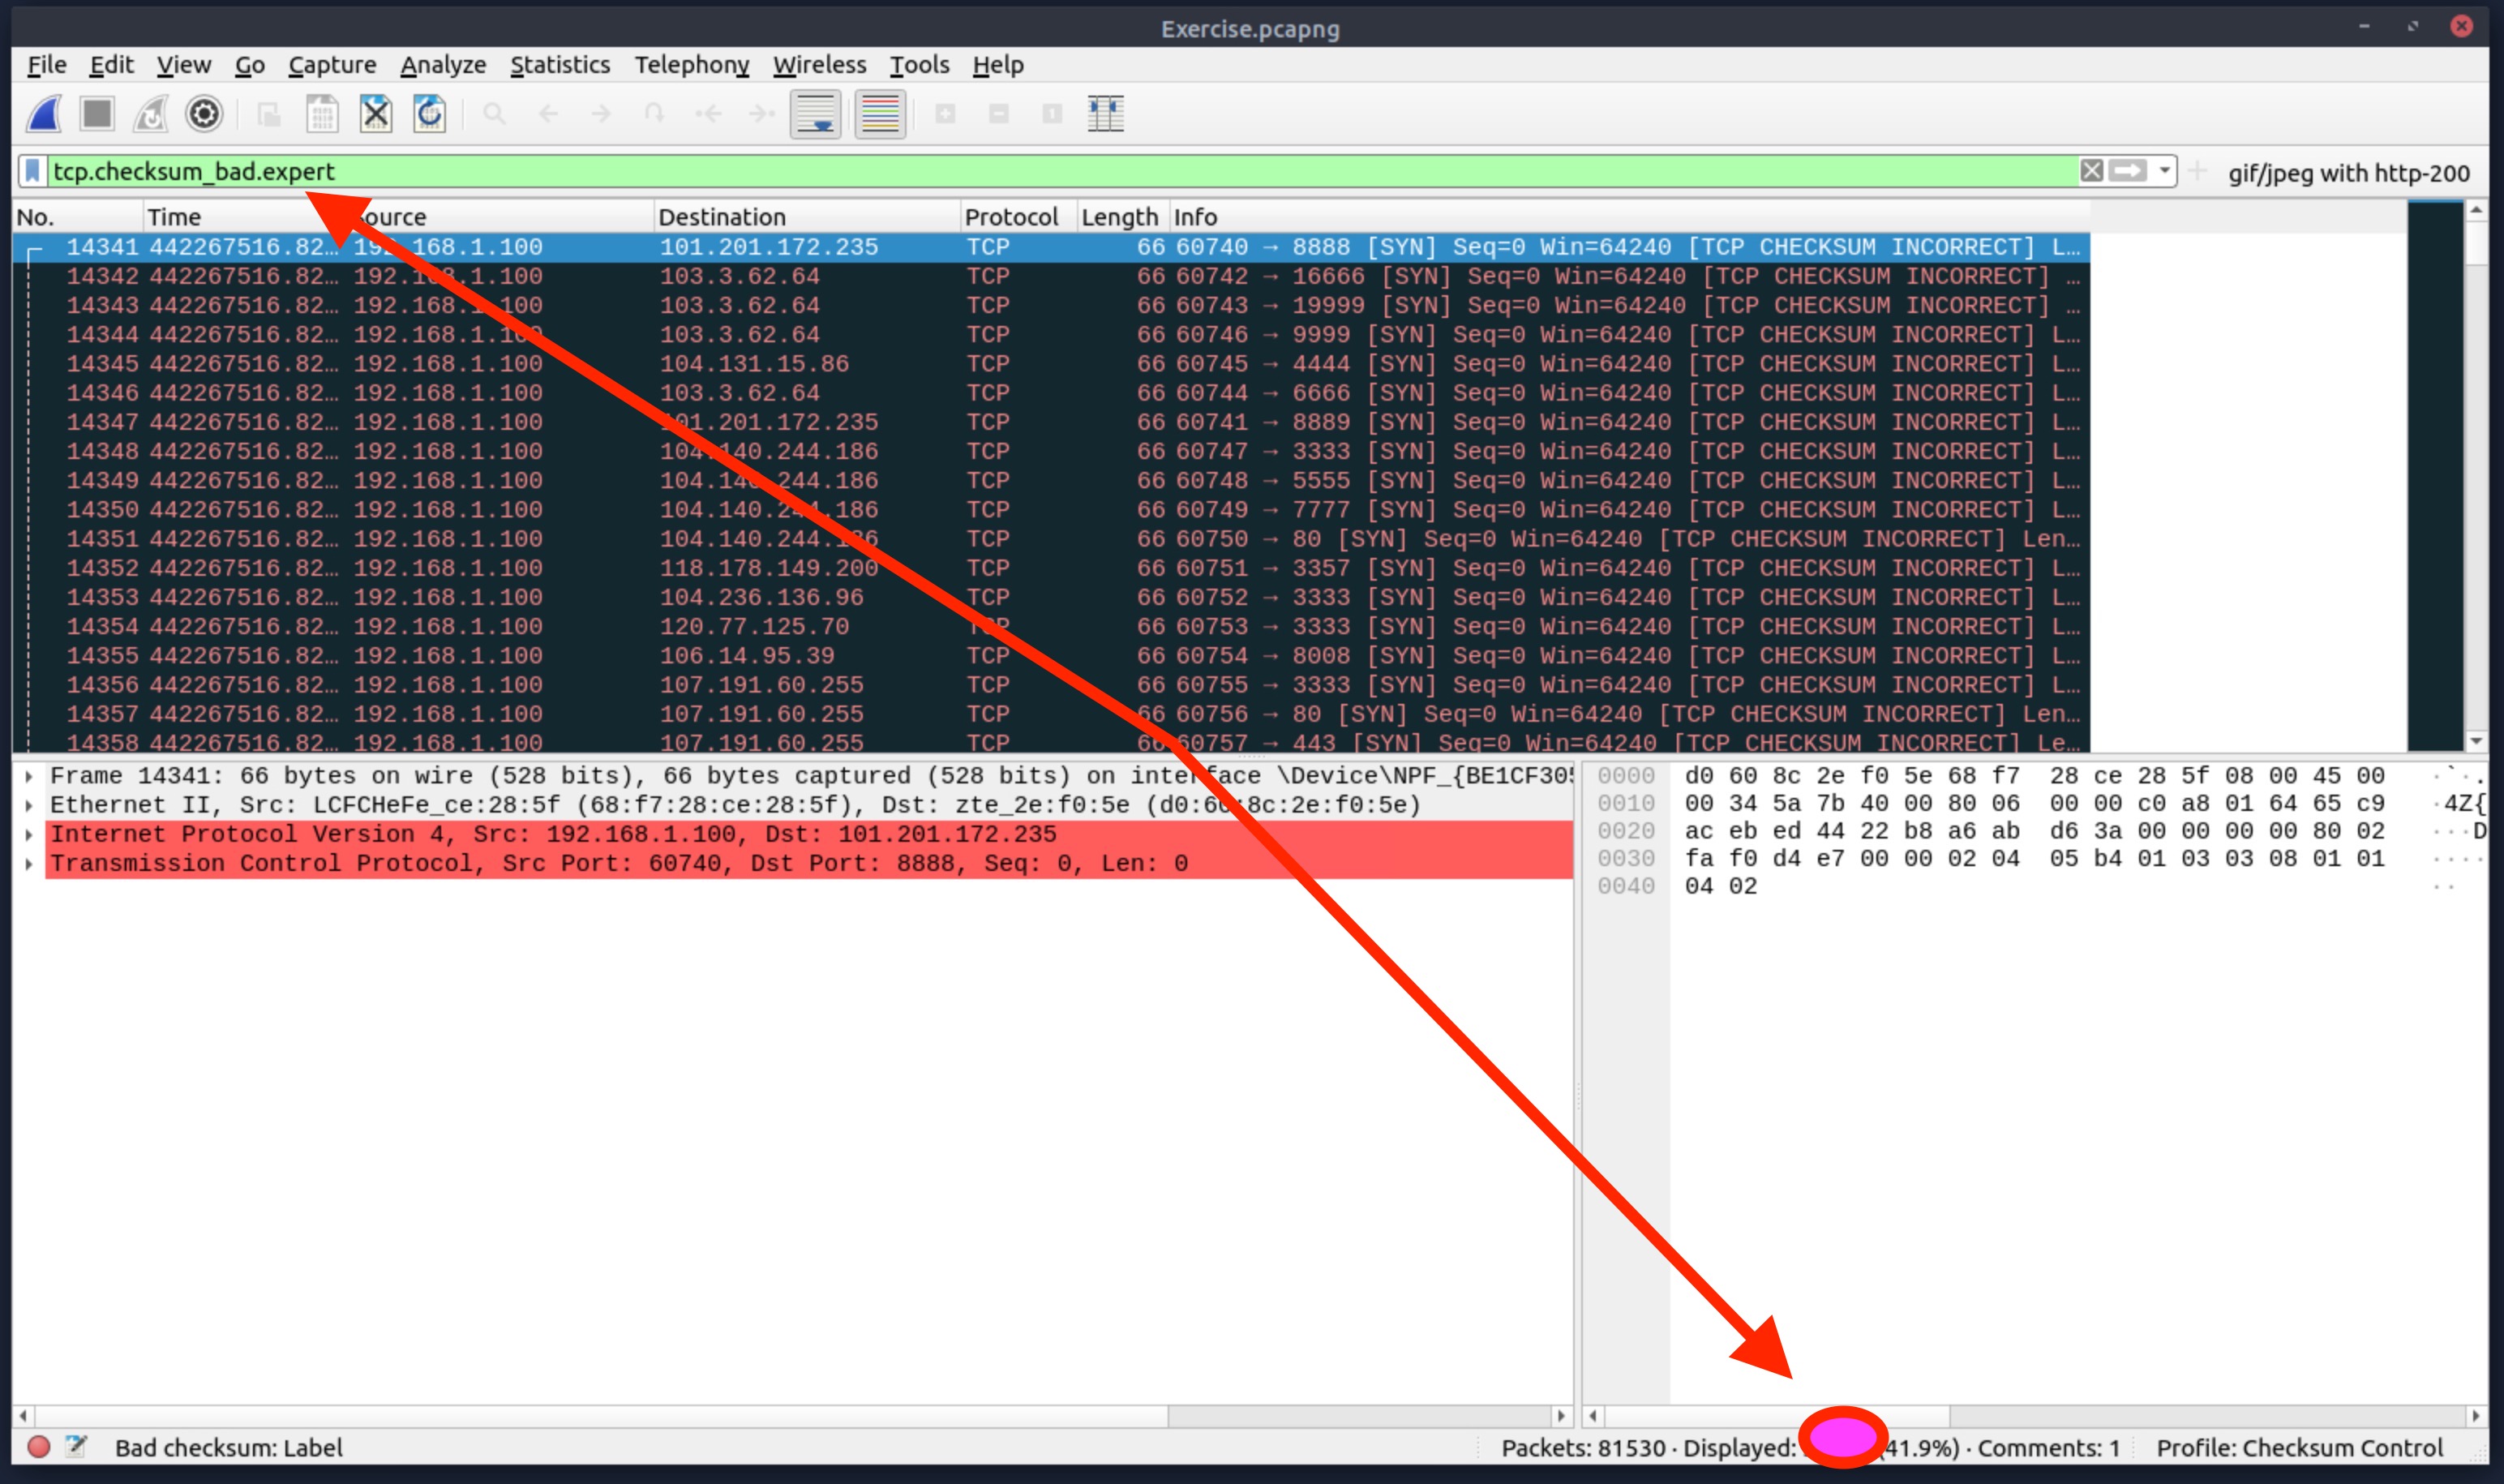 Exercise.pcapng
File Edit View Go Capture Analyze Statistics Telephony Wireless Tools Help
tcp.checksum_bad.expert gif/jpeg with http-200
No. Time Destination Protocol Length Info
14341 442267516.82… 192.168.1.100 101.201.172.235 TCP 66 60740 → 8888 [SYN] Seq=0 Win=64240 [TCP CHECKSUM INCORRECT] L…
14342 442267516.82… 192.168.1.100 103.3.62.64 TCP 66 60742 → 16666 [SYN] Seq=0 Win=64240 [TCP CHECKSUM INCORRECT] …
14343 442267516.82… 192.168.1.100 103.3.62.64 TCP 66 60743 → 19999 [SYN] Seq=0 Win=64240 [TCP CHECKSUM INCORRECT] …
14344 442267516.82… 192.168.1.100 103.3.62.64 TCP 66 60746 → 9999 [SYN] Seq=0 Win=64240 [TCP CHECKSUM INCORRECT] L…
14345 442267516.82… 192.168.1.100 104.131.15.86 TCP 66 60745 → 4444 [SYN] Seq=0 Win=64240 [TCP CHECKSUM INCORRECT] L…
14346 442267516.82… 192.168.1.100 103.3.62.64 TCP 66 60744 → 6666 [SYN] Seq=0 Win=64240 [TCP CHECKSUM INCORRECT] L…
14347 442267516.82… 192.168.1.100 101.201.172.235 TCP 66 60741 → 8889 [SYN] Seq=0 Win=64240 [TCP CHECKSUM INCORRECT] L…
14348 442267516.82… 192.168.1.100 104.140.244.186 TCP 66 60747 → 3333 [SYN] Seq=0 Win=64240 [TCP CHECKSUM INCORRECT] L…
14349 442267516.82… 192.168.1.100 104.140.244.186 TCP 66 60748 → 5555 [SYN] Seq=0 Win=64240 [TCP CHECKSUM INCORRECT] L…
14350 442267516.82… 192.168.1.100 104.140.244.186 TCP 66 60749 → 7777 [SYN] Seq=0 Win=64240 [TCP CHECKSUM INCORRECT] L…
14351 442267516.82… 192.168.1.100 104.140.244.186 TCP 66 60750 → 80 [SYN] Seq=0 Win=64240 [TCP CHECKSUM INCORRECT] Len…
14352 442267516.82… 192.168.1.100 118.178.149.200 TCP 66 60751 → 3357 [SYN] Seq=0 Win=64240 [TCP CHECKSUM INCORRECT] L…
14353 442267516.82… 192.168.1.100 104.236.136.96 TCP 66 60752 → 3333 [SYN] Seq=0 Win=64240 [TCP CHECKSUM INCORRECT] L…
14354 442267516.82… 192.168.1.100 120.77.125.70 TCP 66 60753 → 3333 [SYN] Seq=0 Win=64240 [TCP CHECKSUM INCORRECT] L…
14355 442267516.82… 192.168.1.100 106.14.95.39 TCP 66 60754 → 8008 [SYN] Seq=0 Win=64240 [TCP CHECKSUM INCORRECT] L…
14356 442267516.82… 192.168.1.100 107.191.60.255 TCP 66 60755 → 3333 [SYN] Seq=0 Win=64240 [TCP CHECKSUM INCORRECT] L…
14357 442267516.82… 192.168.1.100 107.191.60.255 TCP 66 60756 → 80 [SYN] Seq=0 Win=64240 [TCP CHECKSUM INCORRECT] Len…
14358 442267516.82… 192.168.1.100 107.191.60.255 TCP 66 60757 → 443 [SYN] Seq=0 Win=64240 [TCP CHECKSUM INCORRECT] Le…
Frame 14341: 66 bytes on wire (528 bits), 66 bytes captured (528 bits) on interface \Device\NPF_{BE1CF305
Ethernet II, Src: LCFCHeFe_ce:28:5f (68:f7:28:ce:28:5f), Dst: zte_2e:f0:5e (d0:60:8c:2e:f0:5e)
Internet Protocol Version 4, Src: 192.168.1.100, Dst: 101.201.172.235
Transmission Control Protocol, Src Port: 60740, Dst Port: 8888, Seq: 0, Len: 0
0000 d0 60 8c 2e f0 5e 68 f7 28 ce 28 5f 08 00 45 00 ·`·.
0010 00 34 5a 7b 40 00 80 06 00 00 c0 a8 01 64 65 c9 ·4Z{
0020 ac eb ed 44 22 b8 a6 ab d6 3a 00 00 00 00 80 02 ···D
0030 fa f0 d4 e7 00 00 02 04 05 b4 01 03 03 08 01 01 ····
0040 04 02 ··
Bad checksum: Label Packets: 81530 · Displayed: (41.9%) · Comments: 1 Profile: Checksum Control